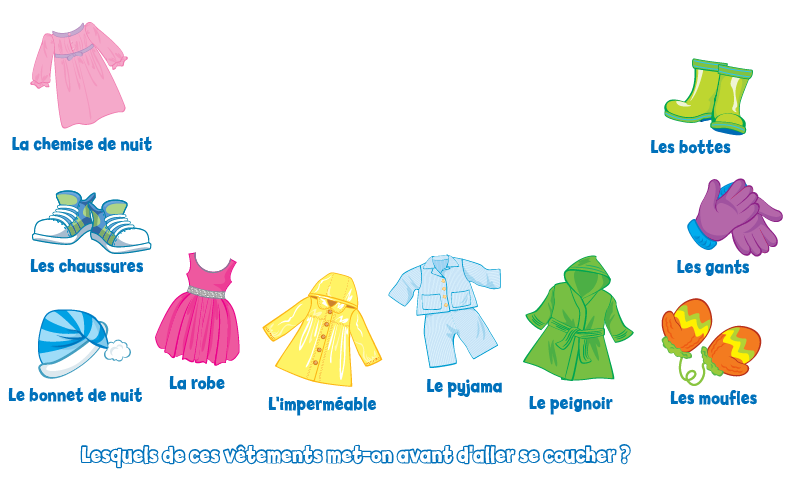 La chemise de nuit
Les bottes
Les chaussures
Les gants
Le bonnet de nuit
La robe
L'imperméable
Le pyjama
Le peignoir
Les moufles
Lesquels de ces vêtements met-on avant d'aller se coucher ?